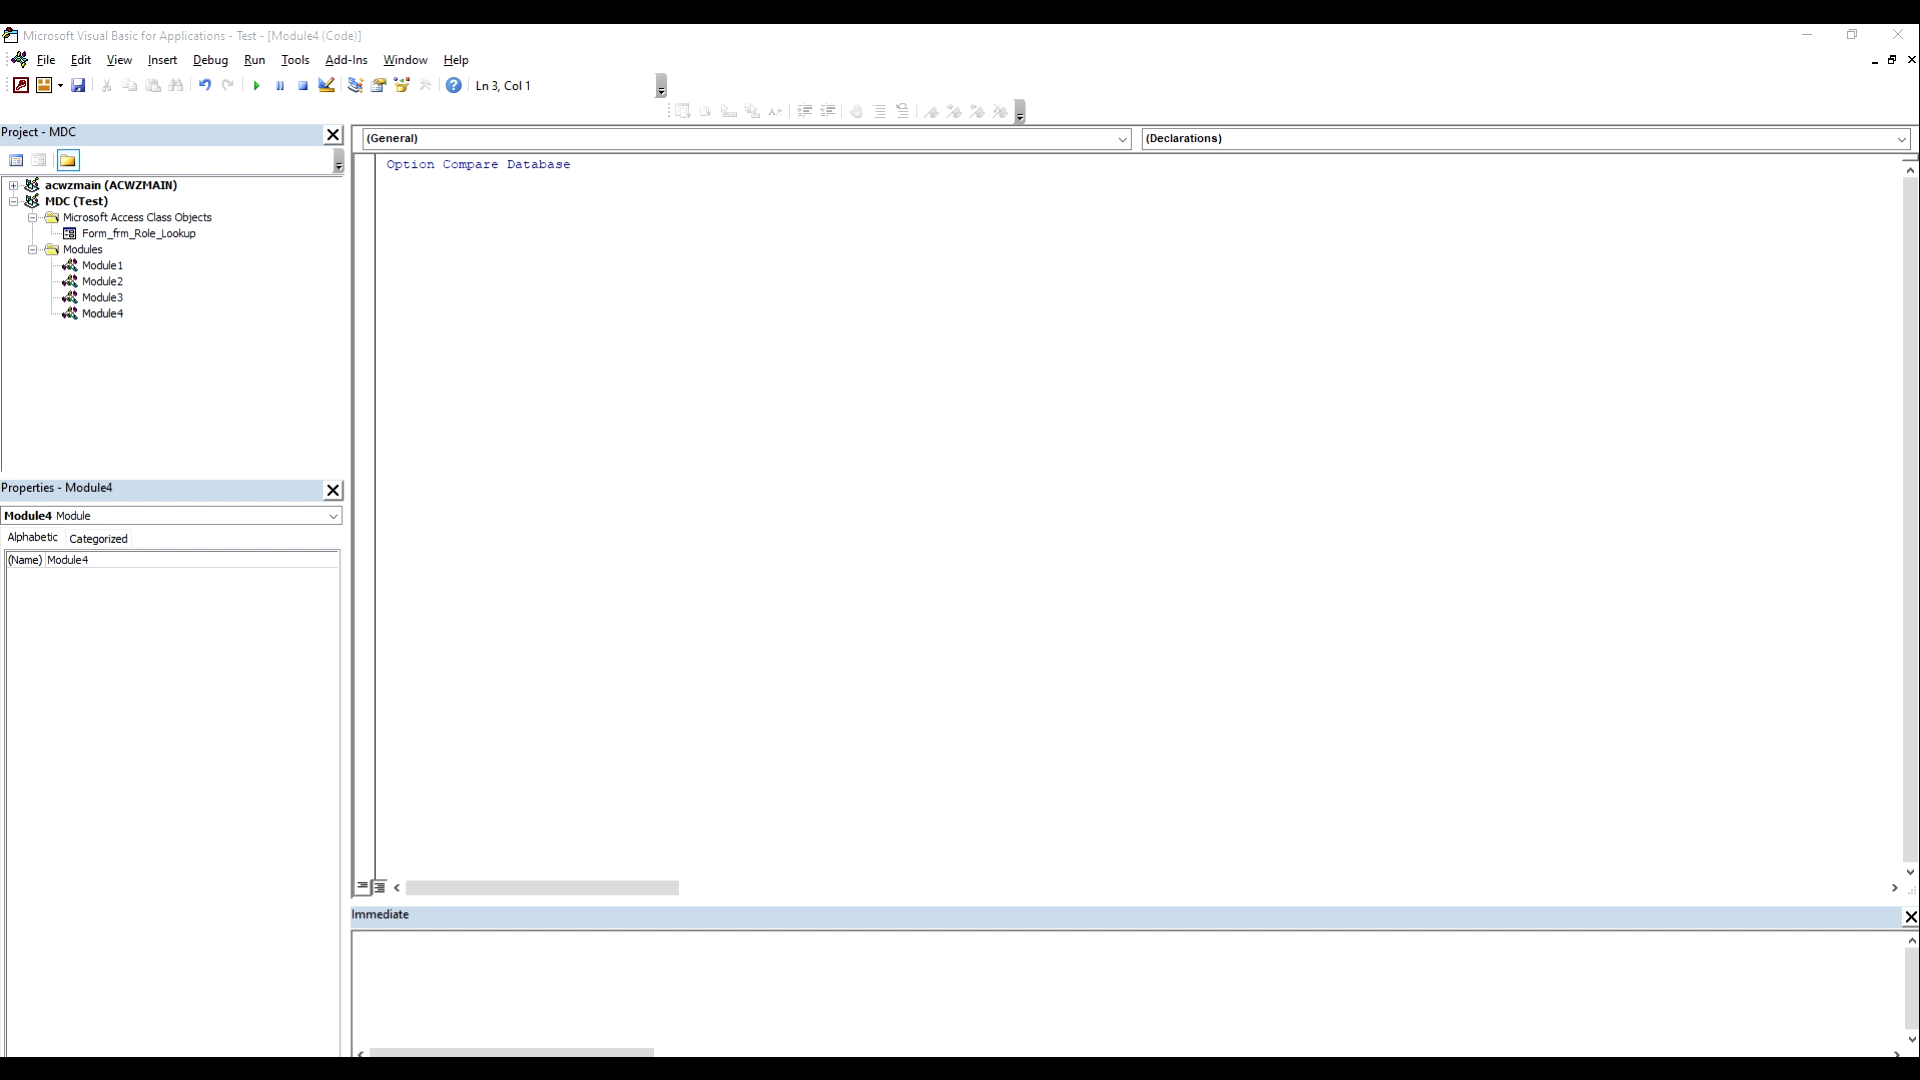 Microsoft Visual Basic for Applications - Test - [Module4 (Code)]
File Edit View Insert Debug Run Tools Add-Ins Window Help
Ln 3, Col 1
Project - MDC
(General)
(Declarations)
Option Compare Database
acwzmain (ACWZMAIN)
MDC (Test)
Microsoft Access Class Objects
Form_frm_Role_Lookup
Modules
Module1
Module2
Module3
Module4
Properties - Module4
Module4 Module
Alphabetic Categorized
(Name) Module4
Immediate